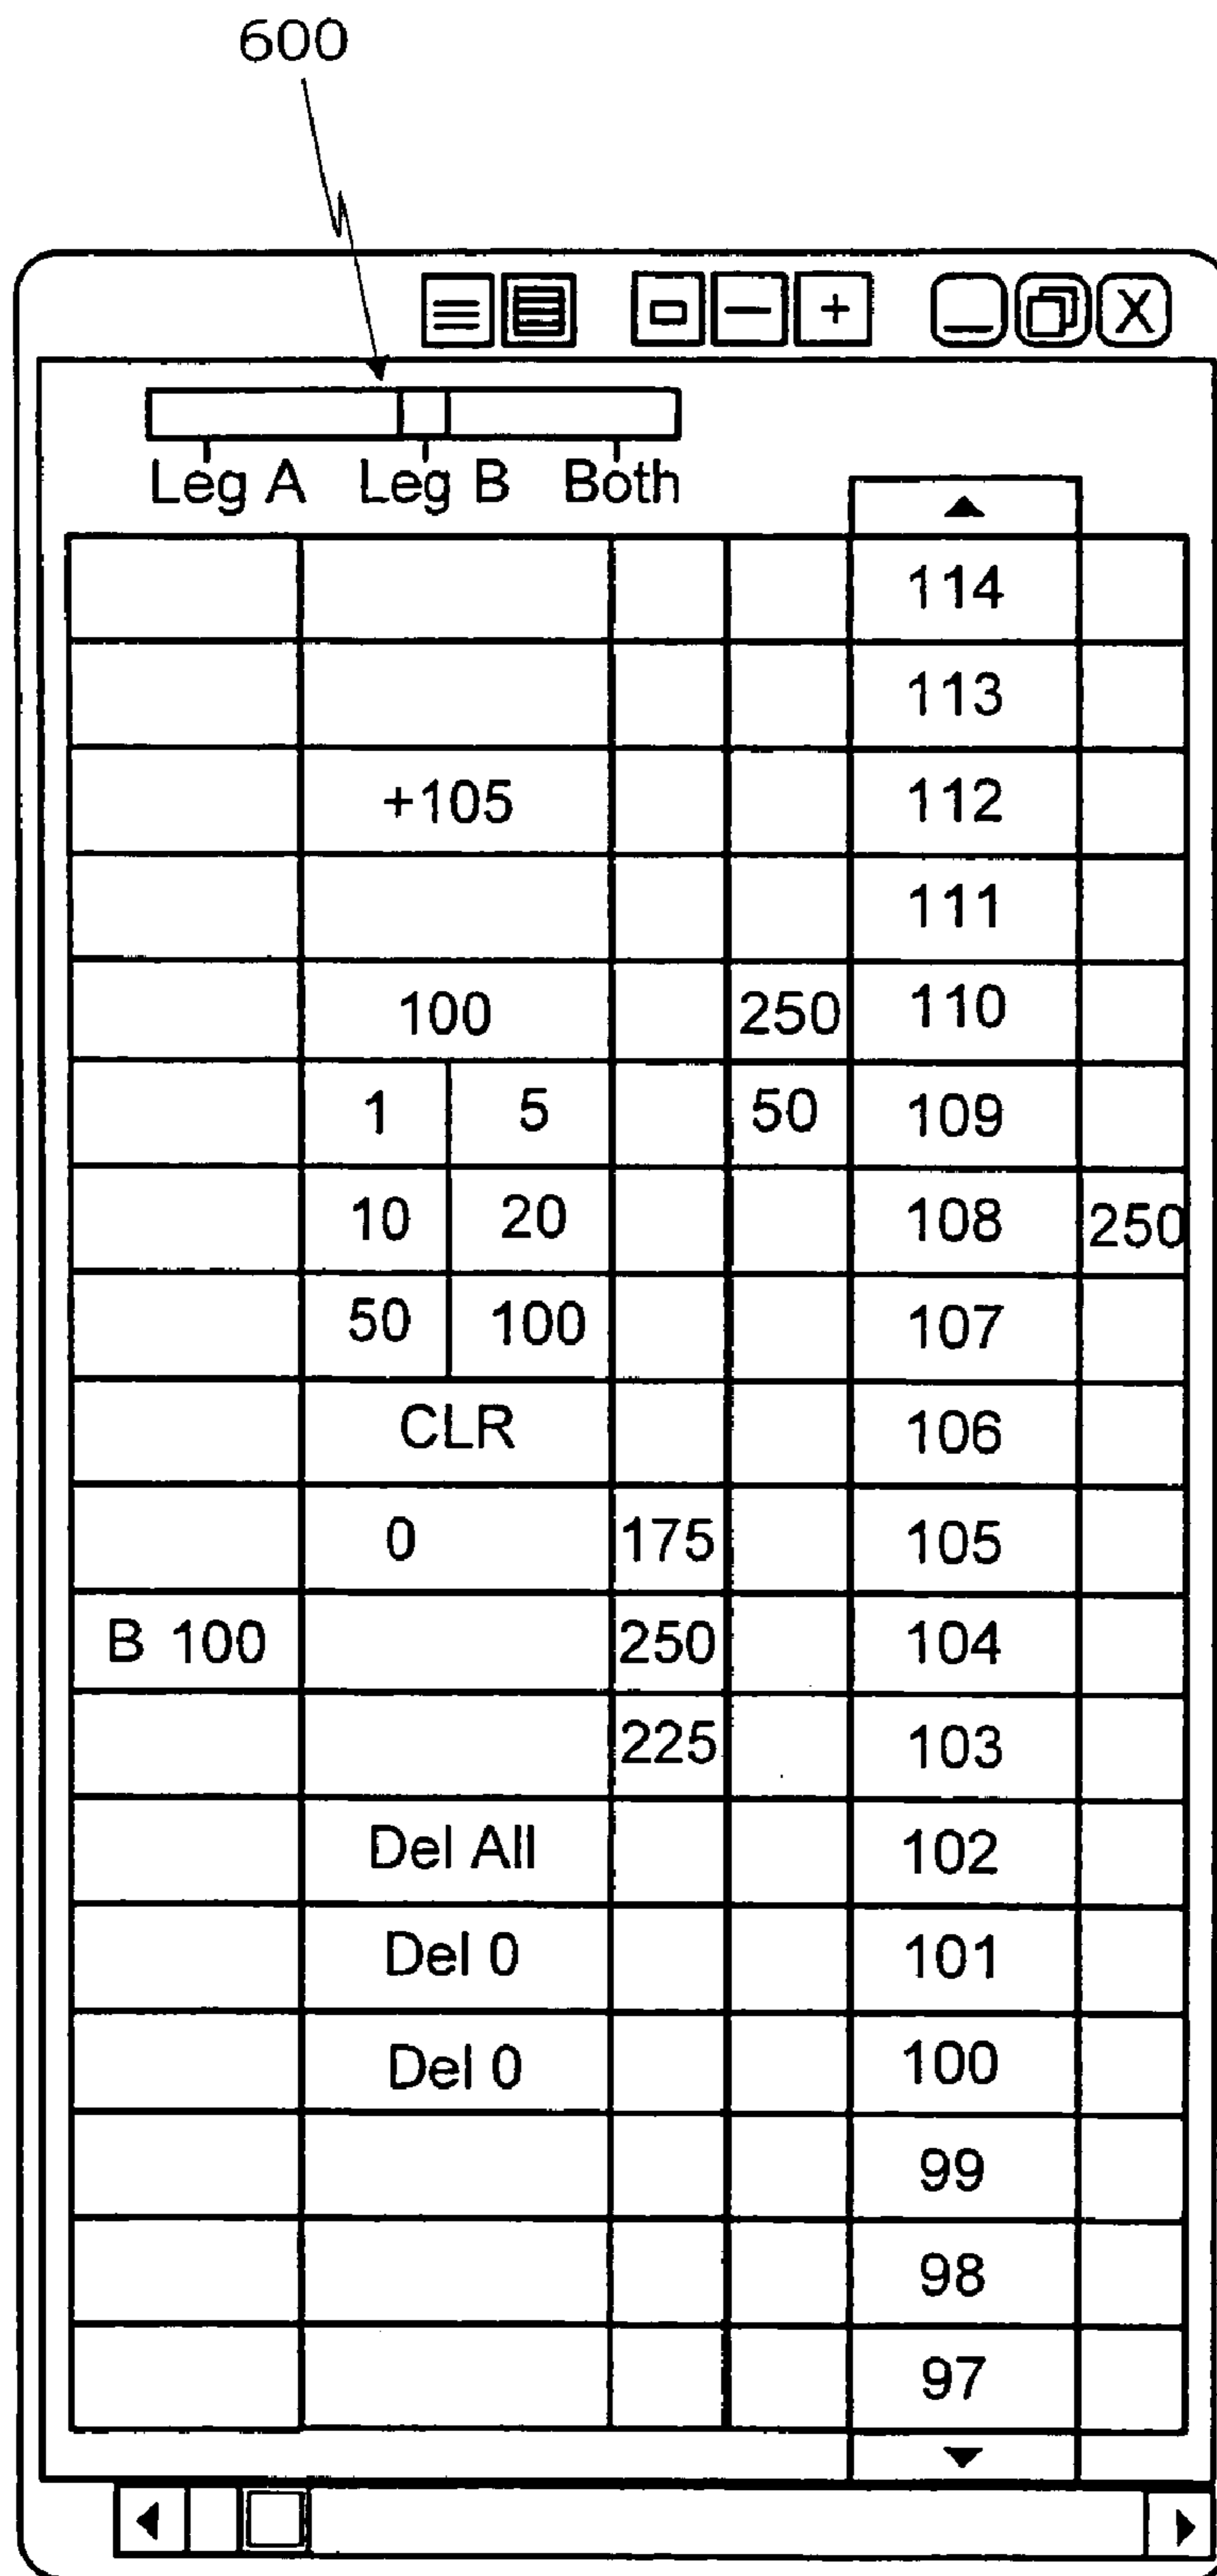 600
X
Leg A Leg B Both
114
113
+105 112
111
100 250 110
1 5 50 109
10 20 108 250
50 100 107
CLR 106
0 175 105
B 100 250 104
225 103
Del All 102
Del 0 101
Del 0 100
99
98
97